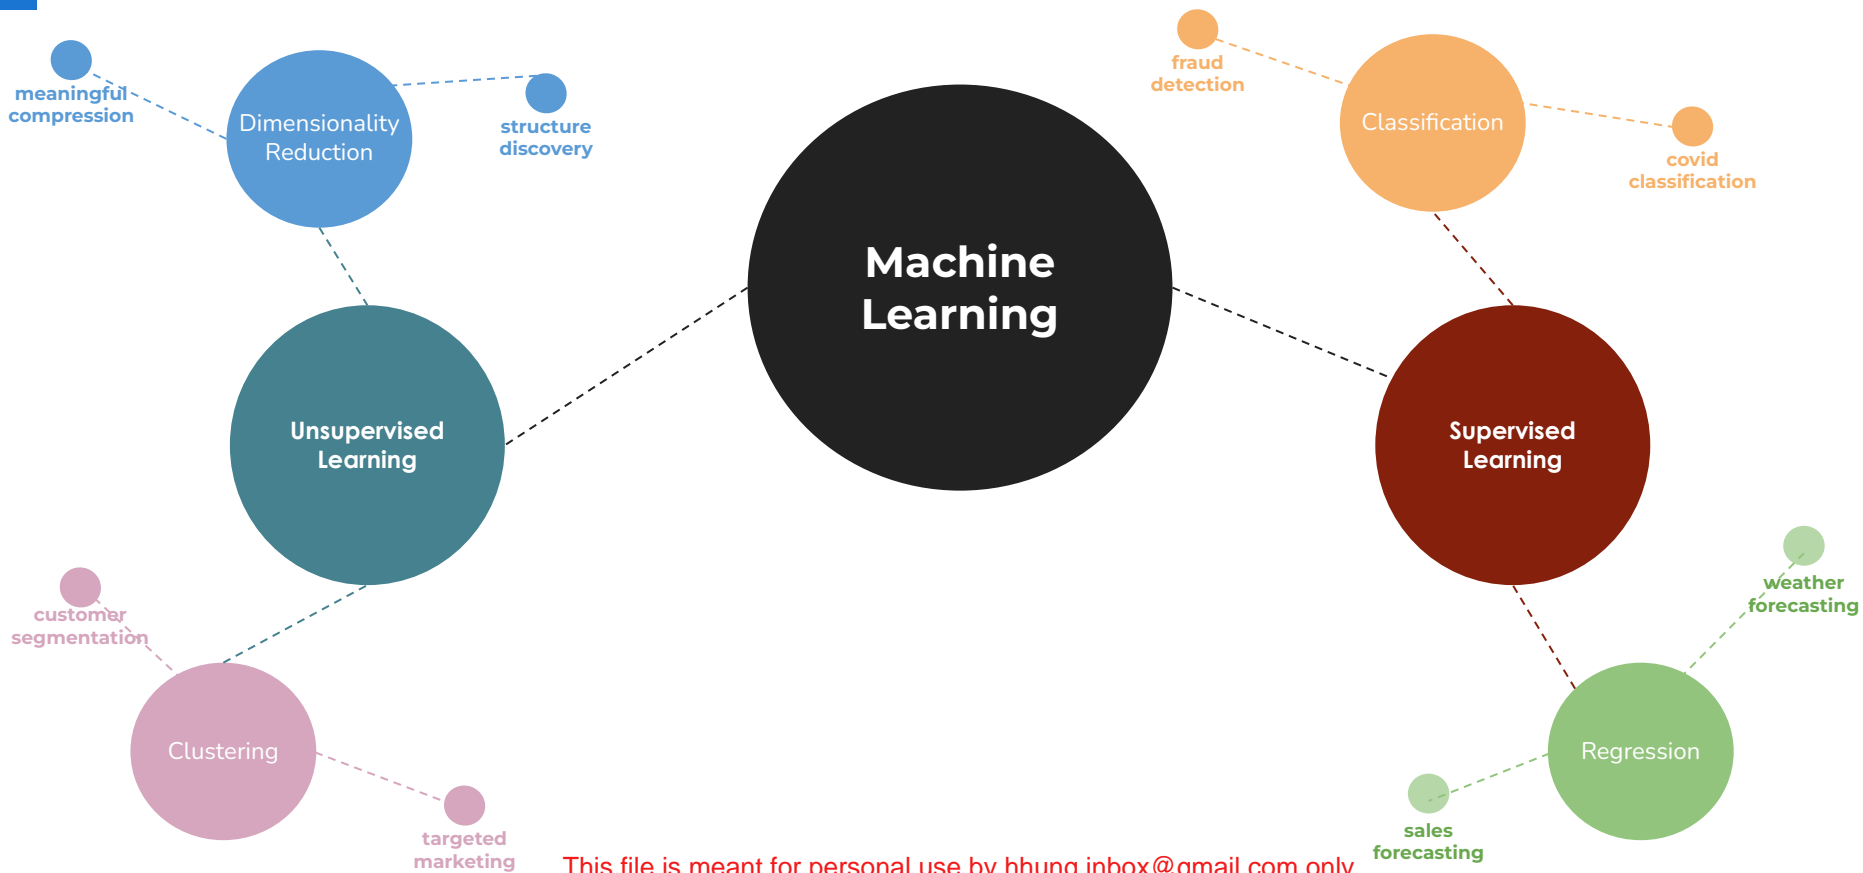 meaningful
compression
Dimensionality
Reduction
structure
discovery
Machine
Learning
fraud
detection
Classification
covid
classification
Unsupervised
Learning
Supervised
Learning
customer
segmentation
Clustering
targeted
marketing
weather
forecasting
Regression
sales
forecasting
This file is meant for personal use by hhung.inbox@gmail.com only.